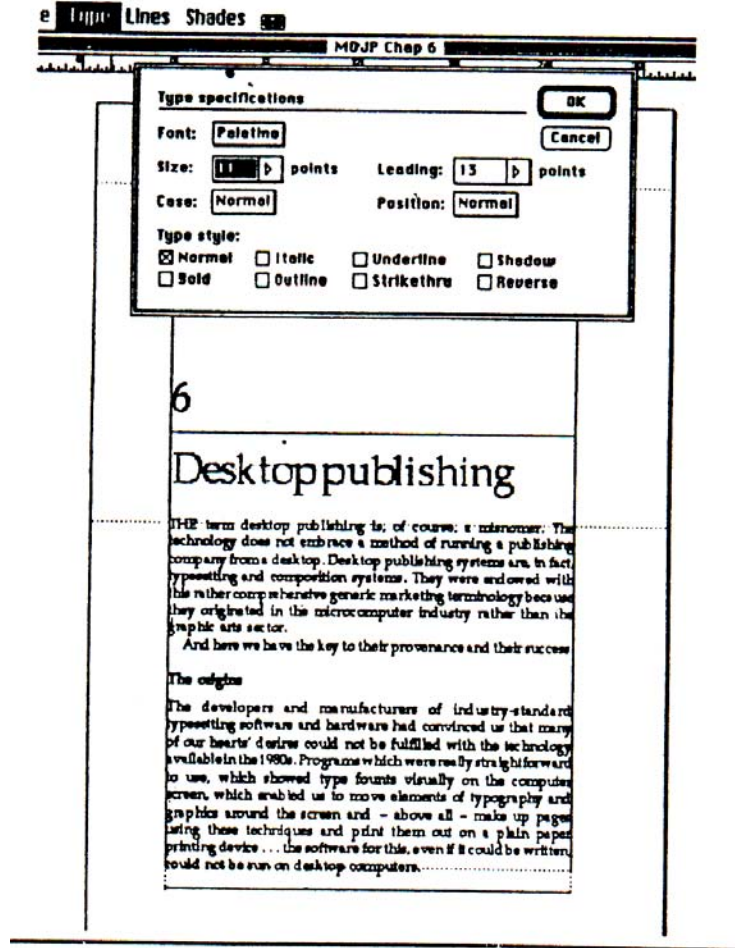 e Type Lines Shades
MOJP Chap 6
Type specifications
OK
Font: Palatino
Cancel
Size: 11 points Leading: 13 points
Case: Normal Position: Normal
Type style:
Normal Italic Underline Shadow
Bold Outline Strikethru Reverse
6
Desktop publishing
THE term desktop publishing is, of course, a misnomer. The
technology does not embrace a method of running a publishing
company from a desktop. Desktop publishing systems are, in fact,
typesetting and composition systems. They were endowed with
this rather comprehensive generic marketing terminology because
they originated in the microcomputer industry rather than the
graphic arts sector.
And here we have the key to their provenance and their success
The origins
The developers and manufacturers of industry-standard
typesetting software and hardware had convinced us that many
of our hearts' desires could not be fulfilled with the technology
available in the 1980s. Programs which were really straightforward
to use, which showed type founts visually on the computer
screen, which enabled us to move elements of typography and
graphics around the screen and – above all – make up pages
using these techniques and print them out on a plain paper
printing device . . . the software for this, even if it could be written,
could not be run on desktop computers.